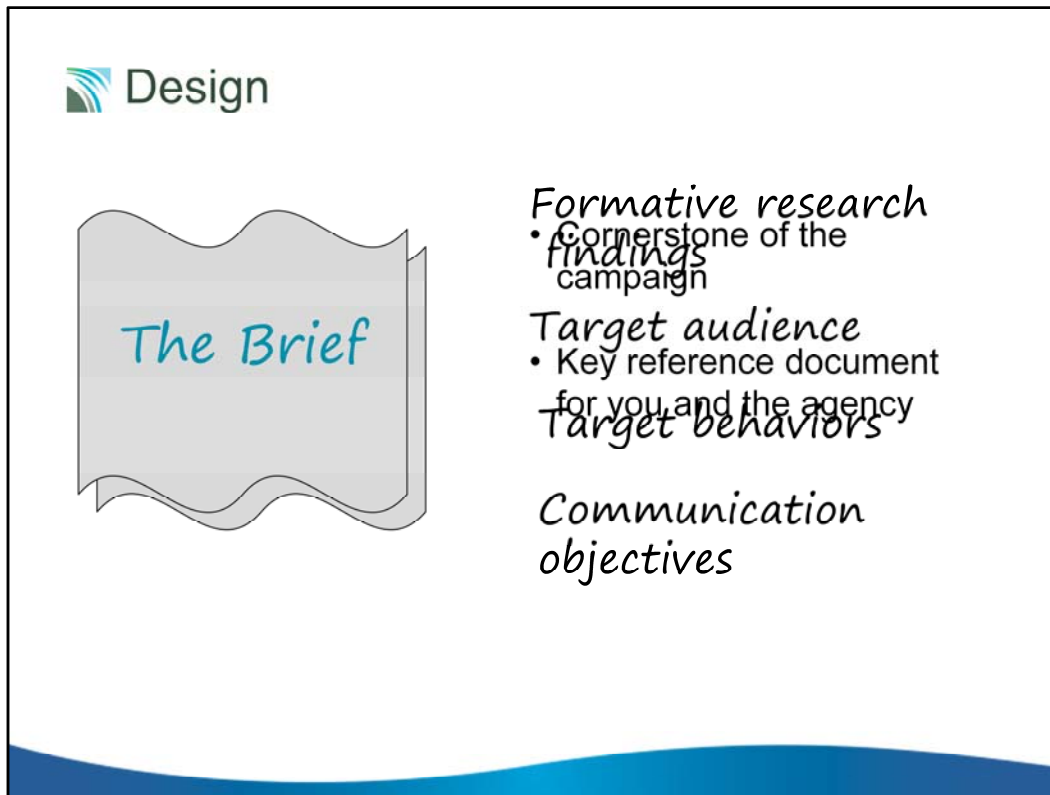 Design
The Brief
Formative research
findings
• Cornerstone of the
campaign
Target audience
• Key reference document
for you and the agency
Target behaviors
Communication
objectives